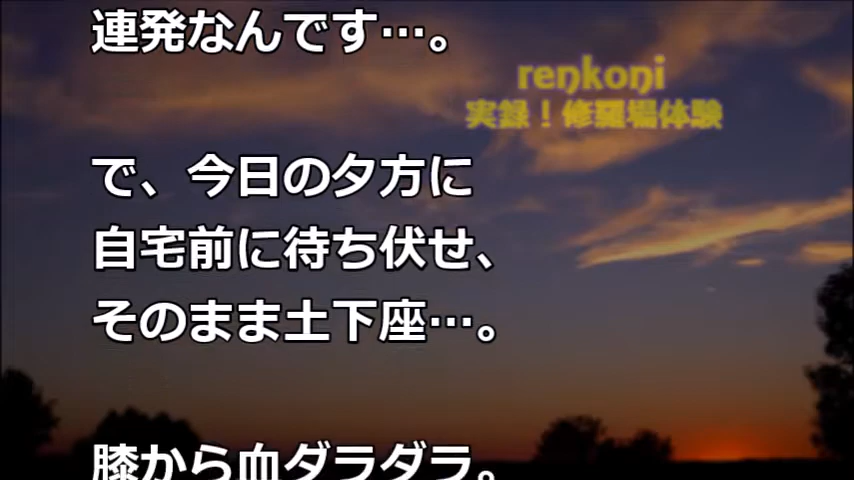 連発なんです…。
renkoni
実録！修羅場体験
で、今日の夕方に
自宅前に待ち伏せ、
そのまま土下座…。
膝から血ダラダラ。